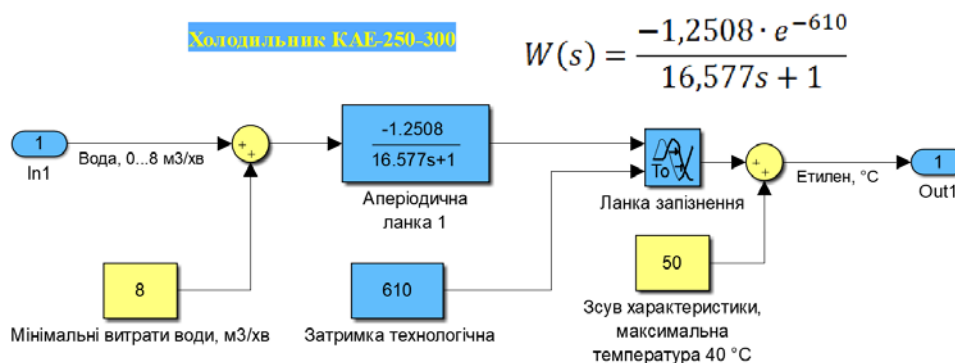 Холодильник КАЕ-250-300
W(s) = −1,2508 · e^−610 / 16,577s + 1
1
In1
Вода, 0...8 м3/хв
+
+
-1.2508
16.577s+1
Аперіодична
ланка 1
To
Ланка запізнення
+
+
Етилен, °C
1
Out1
8
Мінімальні витрати води, м3/хв
610
Затримка технологічна
50
Зсув характеристики,
максимальна
температура 40 °C